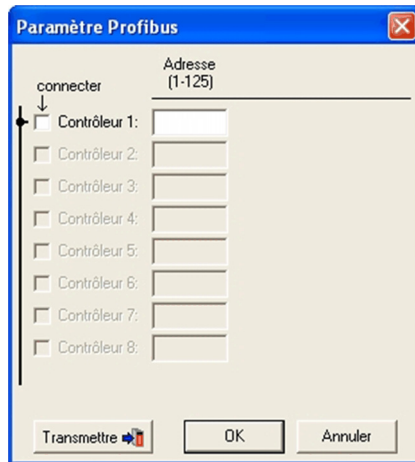 Paramètre Profibus
Adresse
(1-125)
connecter
Contrôleur 1:
Contrôleur 2:
Contrôleur 3:
Contrôleur 4:
Contrôleur 5:
Contrôleur 6:
Contrôleur 7:
Contrôleur 8:
Transmettre OK Annuler